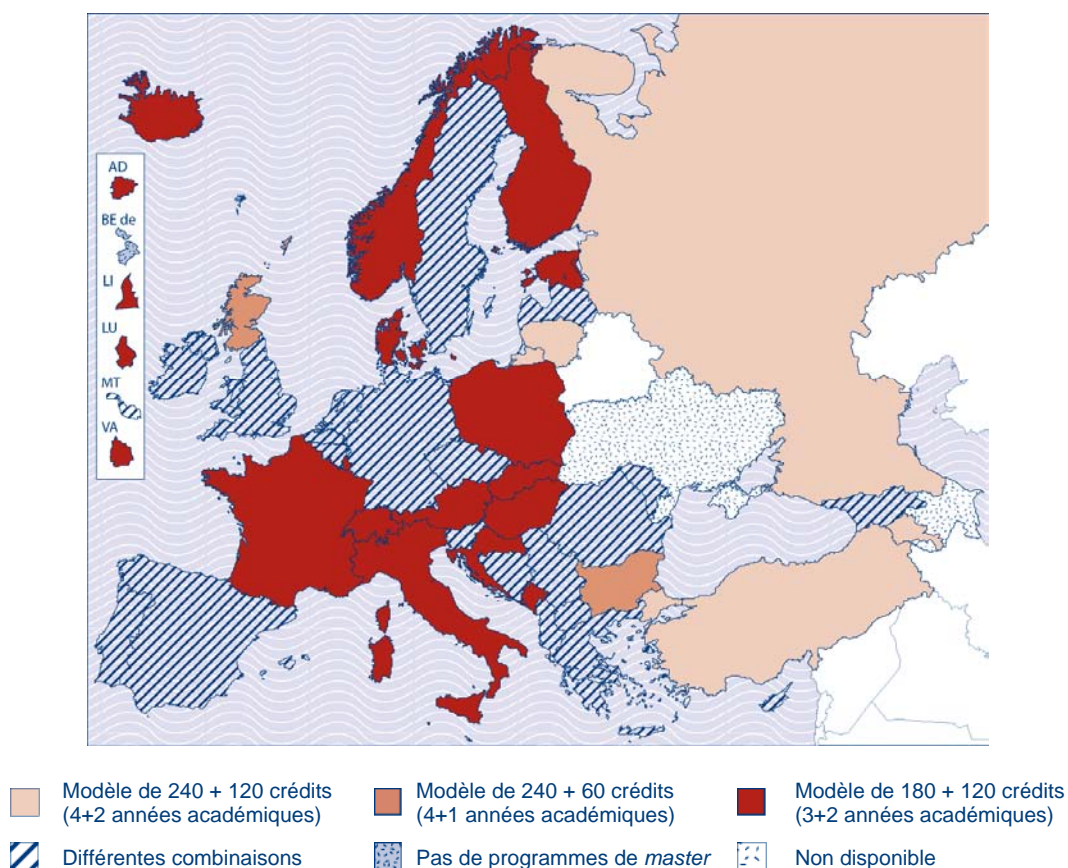 AD
BE de
LI
LU
MT
VA
Modèle de 240 + 120 crédits
(4+2 années académiques)
Modèle de 240 + 60 crédits
(4+1 années académiques)
Modèle de 180 + 120 crédits
(3+2 années académiques)
Différentes combinaisons
Pas de programmes de master
Non disponible